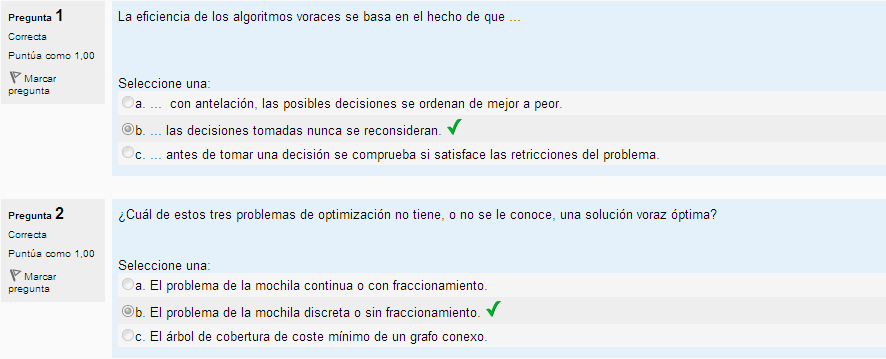 Pregunta 1
Correcta
Puntúa como 1,00
Marcar
pregunta
La eficiencia de los algoritmos voraces se basa en el hecho de que ...
Seleccione una:
a. ... con antelación, las posibles decisiones se ordenan de mejor a peor.
b. ... las decisiones tomadas nunca se reconsideran.
c. ... antes de tomar una decisión se comprueba si satisface las retricciones del problema.
Pregunta 2
Correcta
Puntúa como 1,00
Marcar
pregunta
¿Cuál de estos tres problemas de optimización no tiene, o no se le conoce, una solución voraz óptima?
Seleccione una:
a. El problema de la mochila continua o con fraccionamiento.
b. El problema de la mochila discreta o sin fraccionamiento.
c. El árbol de cobertura de coste mínimo de un grafo conexo.